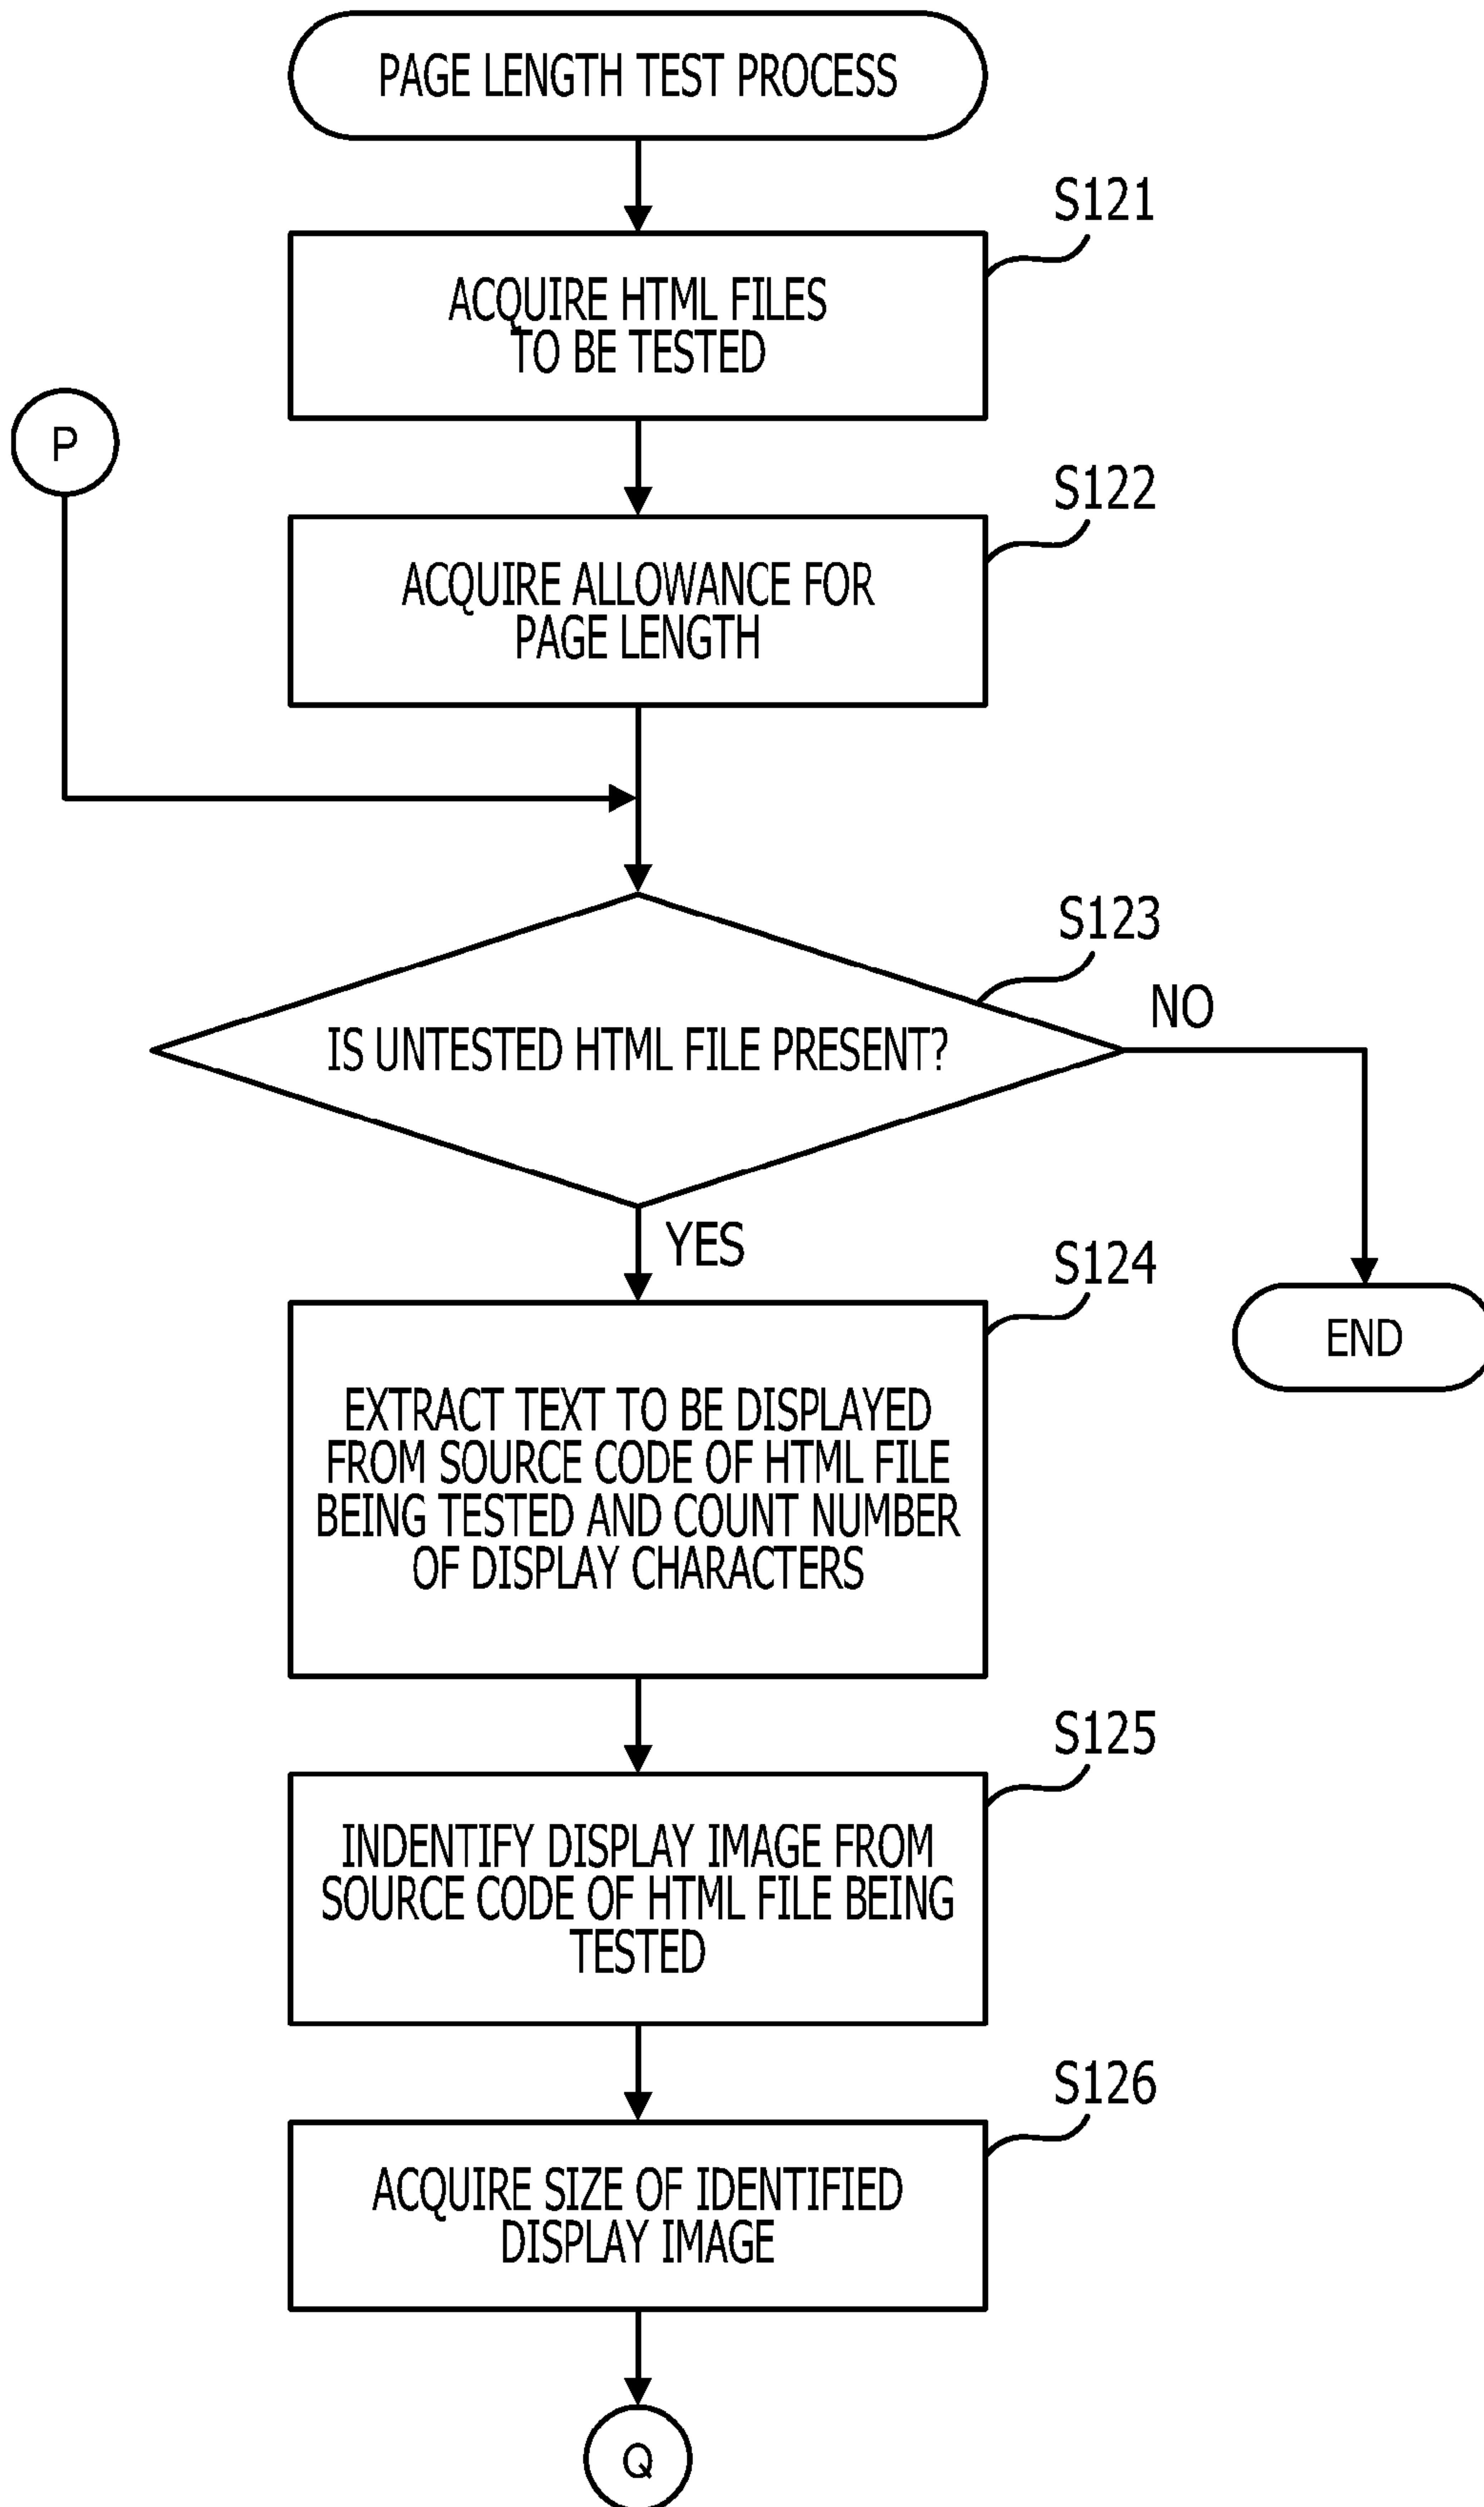 PAGE LENGTH TEST PROCESS
S121
ACQUIRE HTML FILES
TO BE TESTED
P
S122
ACQUIRE ALLOWANCE FOR
PAGE LENGTH
S123
IS UNTESTED HTML FILE PRESENT?
NO
YES
S124
END
EXTRACT TEXT TO BE DISPLAYED
FROM SOURCE CODE OF HTML FILE
BEING TESTED AND COUNT NUMBER
OF DISPLAY CHARACTERS
S125
INDENTIFY DISPLAY IMAGE FROM
SOURCE CODE OF HTML FILE BEING
TESTED
S126
ACQUIRE SIZE OF IDENTIFIED
DISPLAY IMAGE
Q